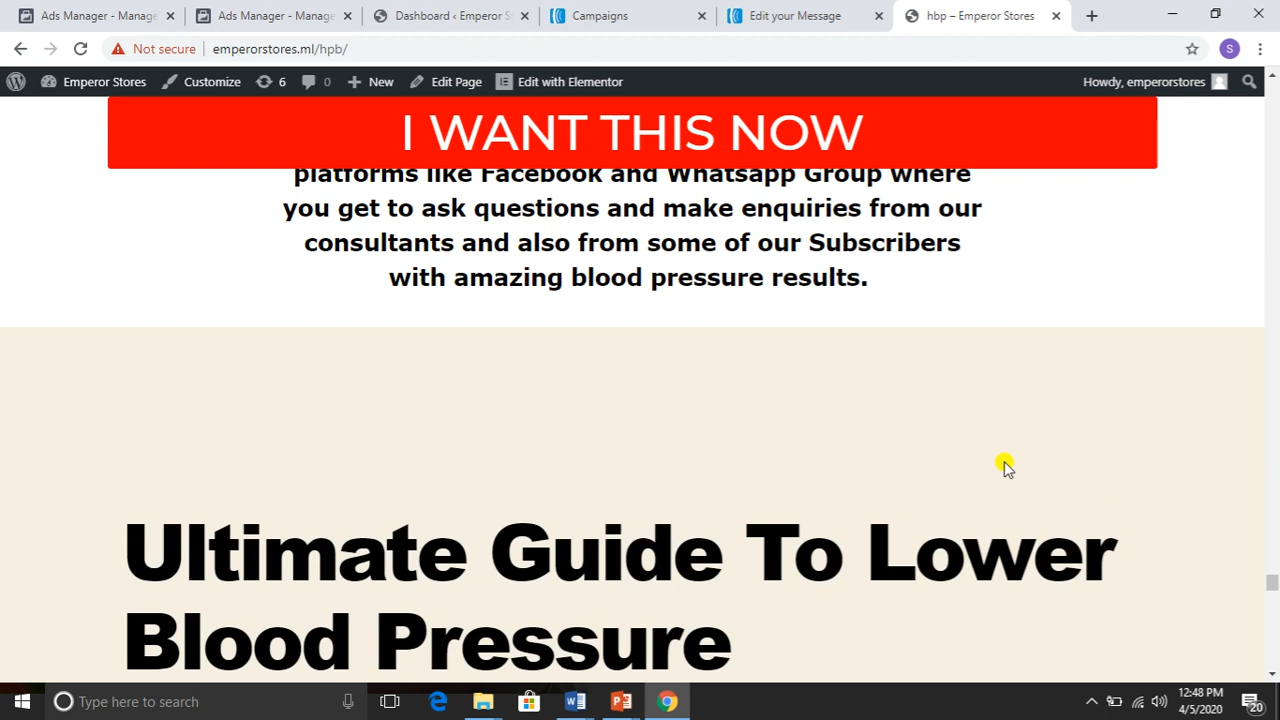 Ads Manager - Manage
Ads Manager - Manage
Dashboard ‹ Emperor S
Campaigns
Edit your Message
hbp – Emperor Stores
Not secure
emperorstores.ml/hpb/
S
Emperor Stores
Customize
6
0
New
Edit Page
Edit with Elementor
Howdy, emperorstores
I WANT THIS NOW
platforms like Facebook and Whatsapp Group where
you get to ask questions and make enquiries from our
consultants and also from some of our Subscribers
with amazing blood pressure results.
Ultimate Guide To Lower
Blood Pressure
Type here to search
12:48 PM
4/5/2020
20